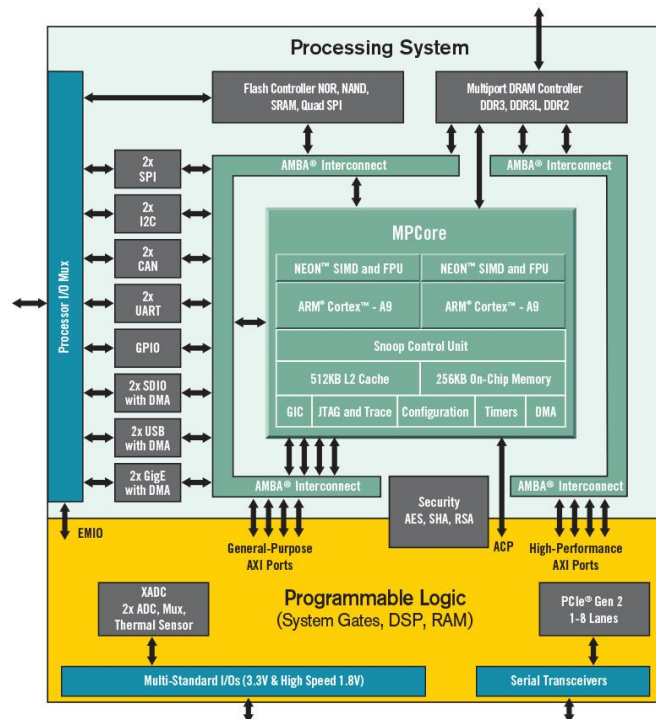 Processing System
Flash Controller NOR, NAND,
SRAM, Quad SPI
Multiport DRAM Controller
DDR3, DDR3L, DDR2
AMBA® Interconnect
AMBA® Interconnect
Processor I/O Mux
2x
SPI
2x
I2C
2x
CAN
2x
UART
GPIO
2x SDIO
with DMA
2x USB
with DMA
2x GigE
with DMA
MPCore
NEON™ SIMD and FPU
NEON™ SIMD and FPU
ARM® Cortex™ - A9
ARM® Cortex™ - A9
Snoop Control Unit
512KB L2 Cache
256KB On-Chip Memory
GIC
JTAG and Trace
Configuration
Timers
DMA
AMBA® Interconnect
AMBA® Interconnect
Security
AES, SHA, RSA
EMIO
General-Purpose
AXI Ports
ACP
High-Performance
AXI Ports
XADC
2x ADC, Mux,
Thermal Sensor
Programmable Logic
(System Gates, DSP, RAM)
PCIe® Gen 2
1-8 Lanes
Multi-Standard I/Os (3.3V & High Speed 1.8V)
Serial Transceivers